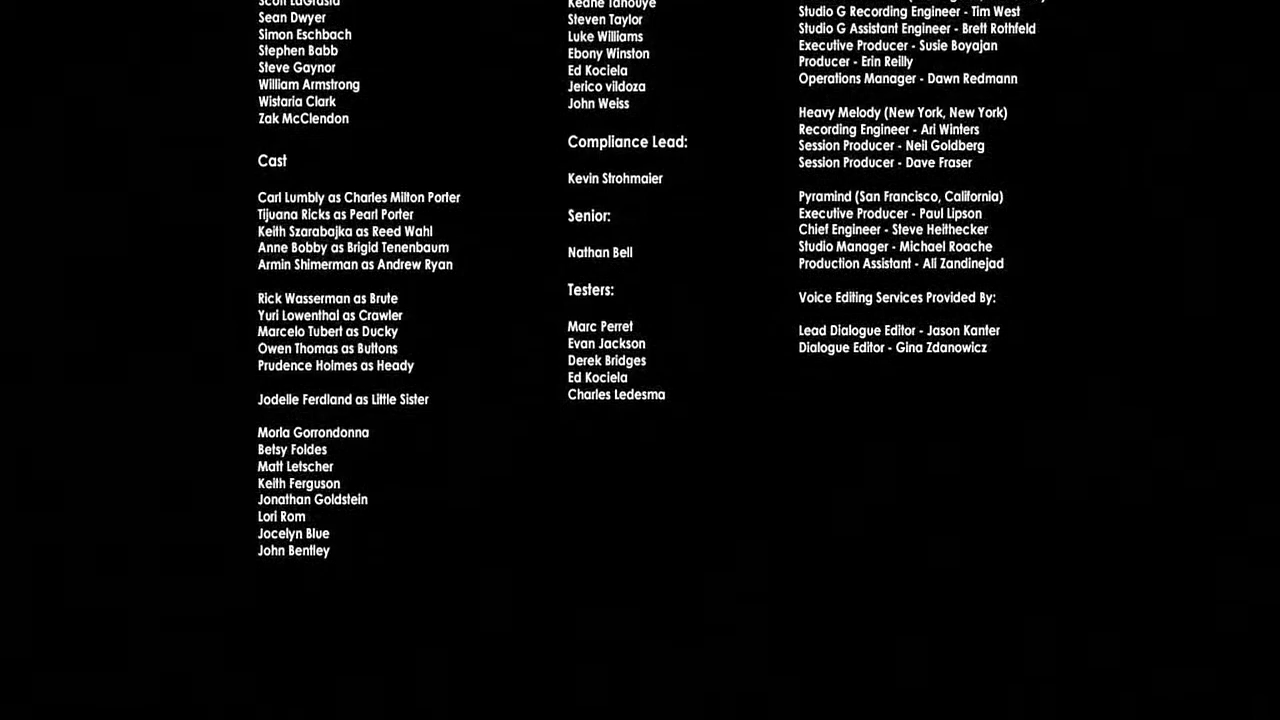 Sean Dwyer
Simon Eschbach
Stephen Babb
Steve Gaynor
William Armstrong
Wistaria Clark
Zak McClendon
Cast
Carl Lumbly as Charles Milton Porter
Tijuana Ricks as Pearl Porter
Keith Szarabajka as Reed Wahl
Anne Bobby as Brigid Tenenbaum
Armin Shimerman as Andrew Ryan
Rick Wasserman as Brute
Yuri Lowenthal as Crawler
Marcelo Tubert as Ducky
Owen Thomas as Buttons
Prudence Holmes as Heady
Jodelle Ferdland as Little Sister
Morla Gorrondonna
Betsy Foldes
Matt Letscher
Keith Ferguson
Jonathan Goldstein
Lori Rom
Jocelyn Blue
John Bentley
Keane Tanouye
Steven Taylor
Luke Williams
Ebony Winston
Ed Kociela
Jerico vildoza
John Weiss
Compliance Lead:
Kevin Strohmaier
Senior:
Nathan Bell
Testers:
Marc Perret
Evan Jackson
Derek Bridges
Ed Kociela
Charles Ledesma
Studio G Recording Engineer - Tim West
Studio G Assistant Engineer - Brett Rothfeld
Executive Producer - Susie Boyajan
Producer - Erin Reilly
Operations Manager - Dawn Redmann
Heavy Melody (New York, New York)
Recording Engineer - Ari Winters
Session Producer - Neil Goldberg
Session Producer - Dave Fraser
Pyramind (San Francisco, California)
Executive Producer - Paul Lipson
Chief Engineer - Steve Heithecker
Studio Manager - Michael Roache
Production Assistant - Ali Zandinejad
Voice Editing Services Provided By:
Lead Dialogue Editor - Jason Kanter
Dialogue Editor - Gina Zdanowicz